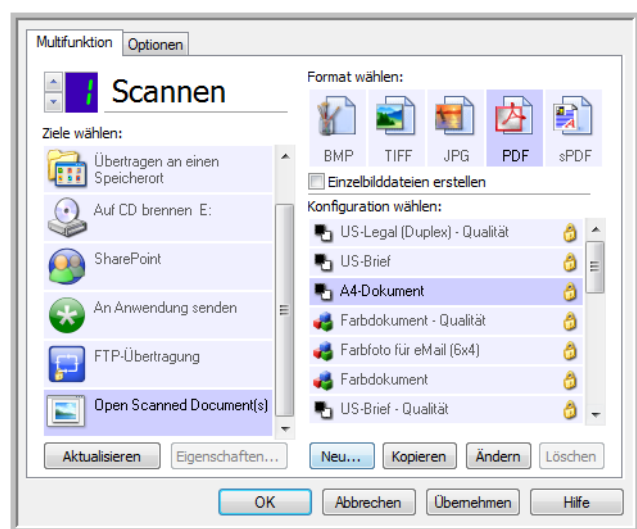 Multifunktion Optionen
1 Scannen
Ziele wählen:
Übertragen an einen
Speicherort
Auf CD brennen E:
SharePoint
An Anwendung senden
FTP-Übertragung
Open Scanned Document(s)
Aktualisieren Eigenschaften...
Format wählen:
BMP TIFF JPG PDF sPDF
Einzelbilddateien erstellen
Konfiguration wählen:
US-Legal (Duplex) - Qualität
US-Brief
A4-Dokument
Farbdokument - Qualität
Farbfoto für eMail (6x4)
Farbdokument
US-Brief - Qualität
Neu... Kopieren Ändern Löschen
OK Abbrechen Übernehmen Hilfe